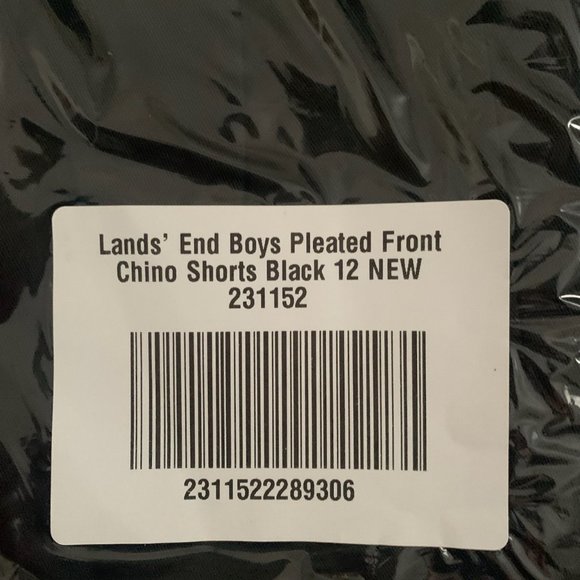 Lands’ End Boys Pleated Front
Chino Shorts Black 12 NEW
231152
2311522289306